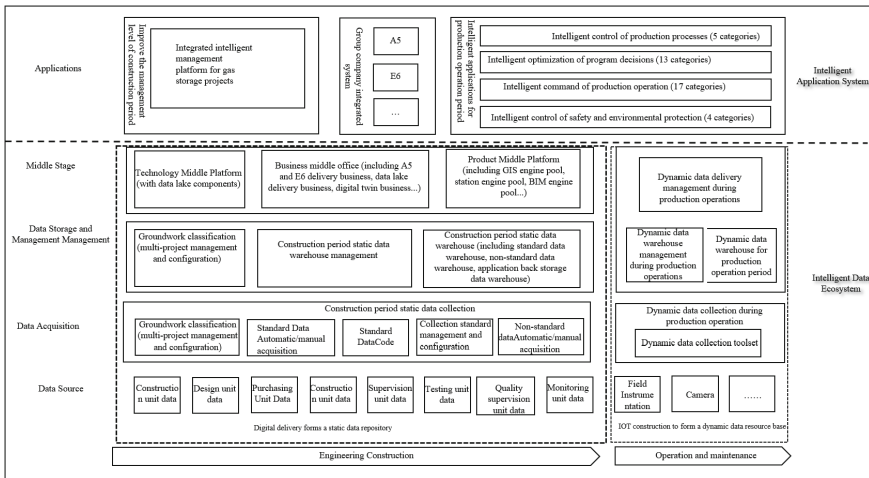 Applications
Improve the management
level of construction period
Integrated intelligent
management
platform for gas
storage projects
Group company integrated
system
A5
E6
...
Intelligent applications for
production operation period
Intelligent control of production processes (5 categories)
Intelligent optimization of program decisions (13 categories)
Intelligent command of production operation (17 categories)
Intelligent control of safety and environmental protection (4 categories)
Intelligent
Application System
Middle Stage
Technology Middle Platform
(with data lake components)
Business middle office (including A5
and E6 delivery business, data lake
delivery business, digital twin business...)
Product Middle Platform
(including GIS engine pool,
station engine pool, BIM engine
pool...)
Dynamic data delivery
management during
production operations
Data Storage and
Management Management
Groundwork classification
(multi-project management
and configuration)
Construction period static data
warehouse management
Construction period static data
warehouse (including standard data
warehouse, non-standard data
warehouse, application back storage
data warehouse)
Dynamic data
warehouse
management during
production
operations
Dynamic data
warehouse for
production
operation period
Intelligent Data
Ecosystem
Data Acquisition
Construction period static data collection
Groundwork classification
(multi-project management
and configuration)
Standard Data
Automatic/manual
acquisition
Standard
DataCode
Collection standard
management and
configuration
Non-standard
dataAutomatic/manual
acquisition
Dynamic data collection during
production operation
Dynamic data collection toolset
Data Source
Constructio
n unit data
Design unit
data
Purchasing
Unit Data
Constructio
n unit data
Supervision
unit data
Testing unit
data
Quality
supervision
unit data
Monitoring
unit data
Field
Instrume
ntation
Camera
......
Digital delivery forms a static data repository
IOT construction to form a dynamic data resource base
Engineering Construction
Operation and maintenance